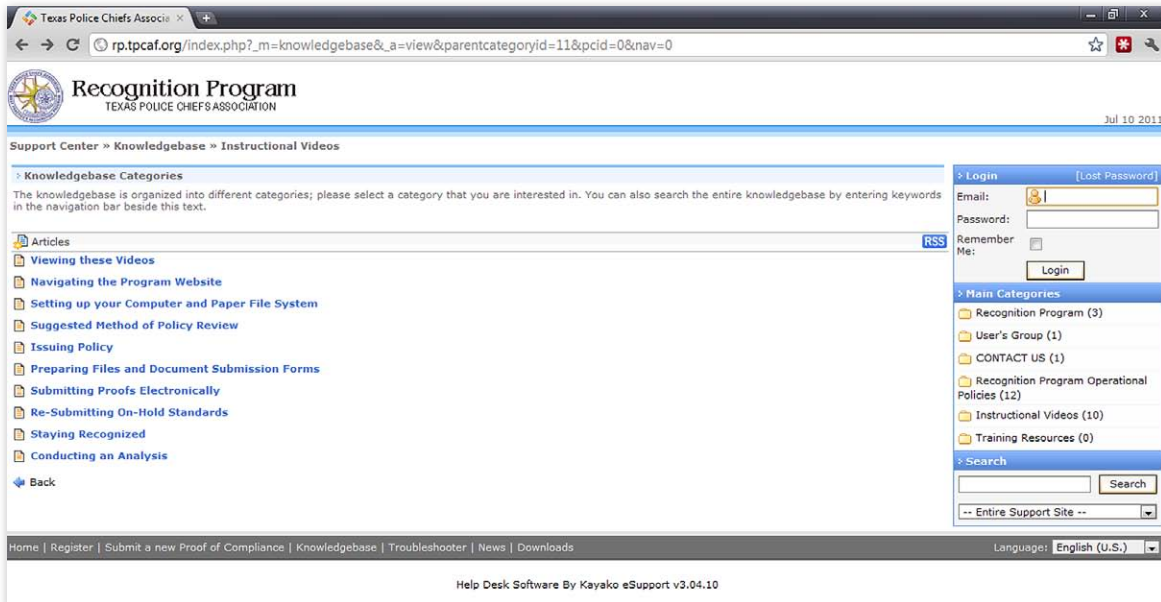 Texas Police Chiefs Associa
rp.tpcaf.org/index.php?_m=knowledgebase&_a=view&parentcategoryid=11&pcid=0&nav=0
Recognition Program
TEXAS POLICE CHIEFS ASSOCIATION
Jul 10 2011
Support Center » Knowledgebase » Instructional Videos
› Knowledgebase Categories
The knowledgebase is organized into different categories; please select a category that you are interested in. You can also search the entire knowledgebase by entering keywords
in the navigation bar beside this text.
Articles
RSS
Viewing these Videos
Navigating the Program Website
Setting up your Computer and Paper File System
Suggested Method of Policy Review
Issuing Policy
Preparing Files and Document Submission Forms
Submitting Proofs Electronically
Re-Submitting On-Hold Standards
Staying Recognized
Conducting an Analysis
Back
› Login [Lost Password]
Email:
Password:
Remember
Me:
Login
› Main Categories
Recognition Program (3)
User's Group (1)
CONTACT US (1)
Recognition Program Operational
Policies (12)
Instructional Videos (10)
Training Resources (0)
› Search
Search
-- Entire Support Site --
Home | Register | Submit a new Proof of Compliance | Knowledgebase | Troubleshooter | News | Downloads
Language: English (U.S.)
Help Desk Software By Kayako eSupport v3.04.10